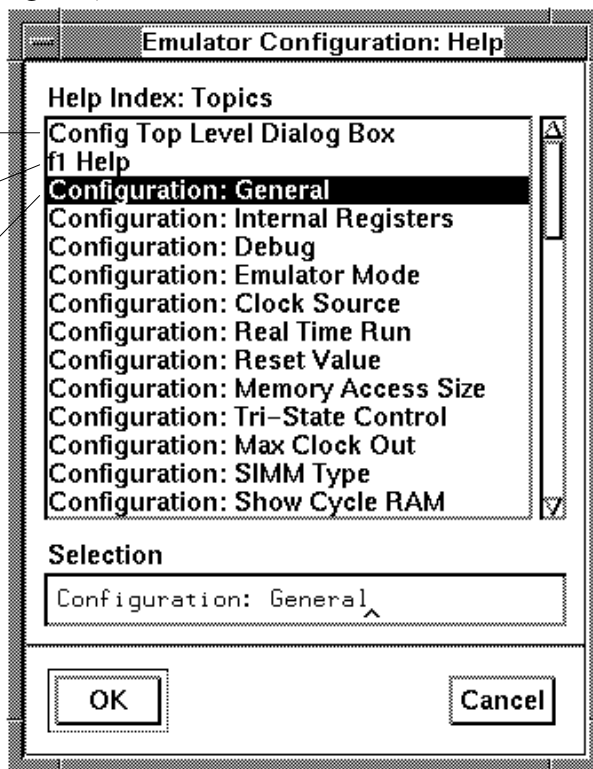 Emulator Configuration: Help
Help Index: Topics
Config Top Level Dialog Box
f1 Help
Configuration: General
Configuration: Internal Registers
Configuration: Debug
Configuration: Emulator Mode
Configuration: Clock Source
Configuration: Real Time Run
Configuration: Reset Value
Configuration: Memory Access Size
Configuration: Tri-State Control
Configuration: Max Clock Out
Configuration: SIMM Type
Configuration: Show Cycle RAM
Selection
Configuration: General
OK
Cancel